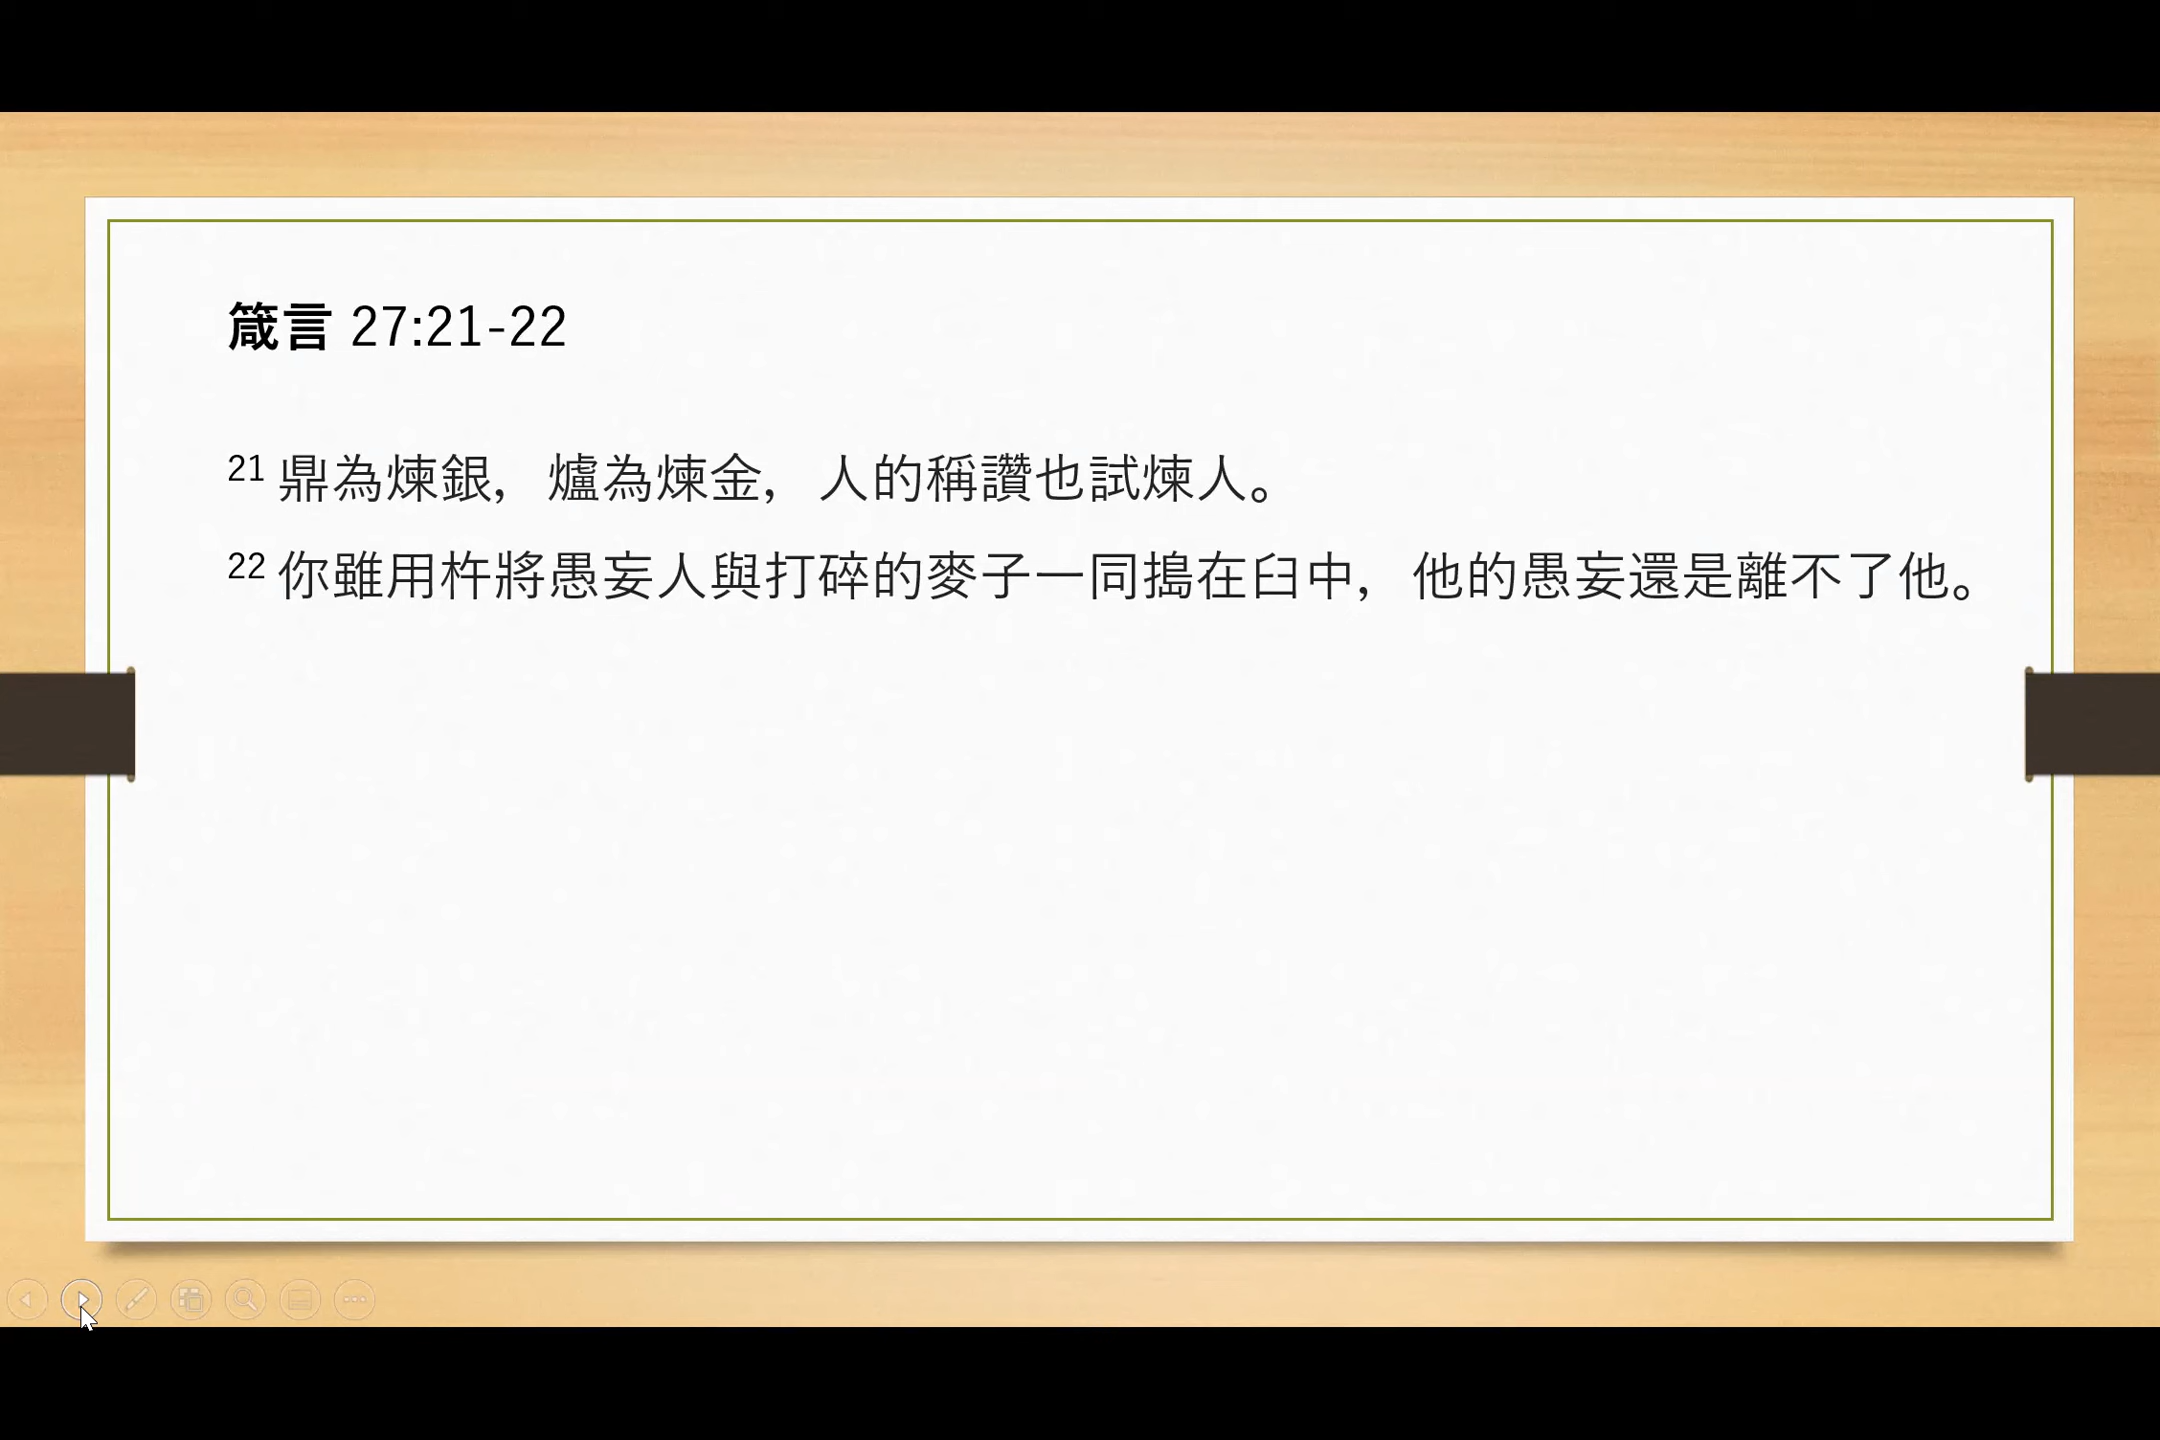 箴言 27:21-22
21 鼎為煉銀，爐為煉金，人的稱讚也試煉人。
22 你雖用杵將愚妄人與打碎的麥子一同搗在臼中，他的愚妄還是離不了他。